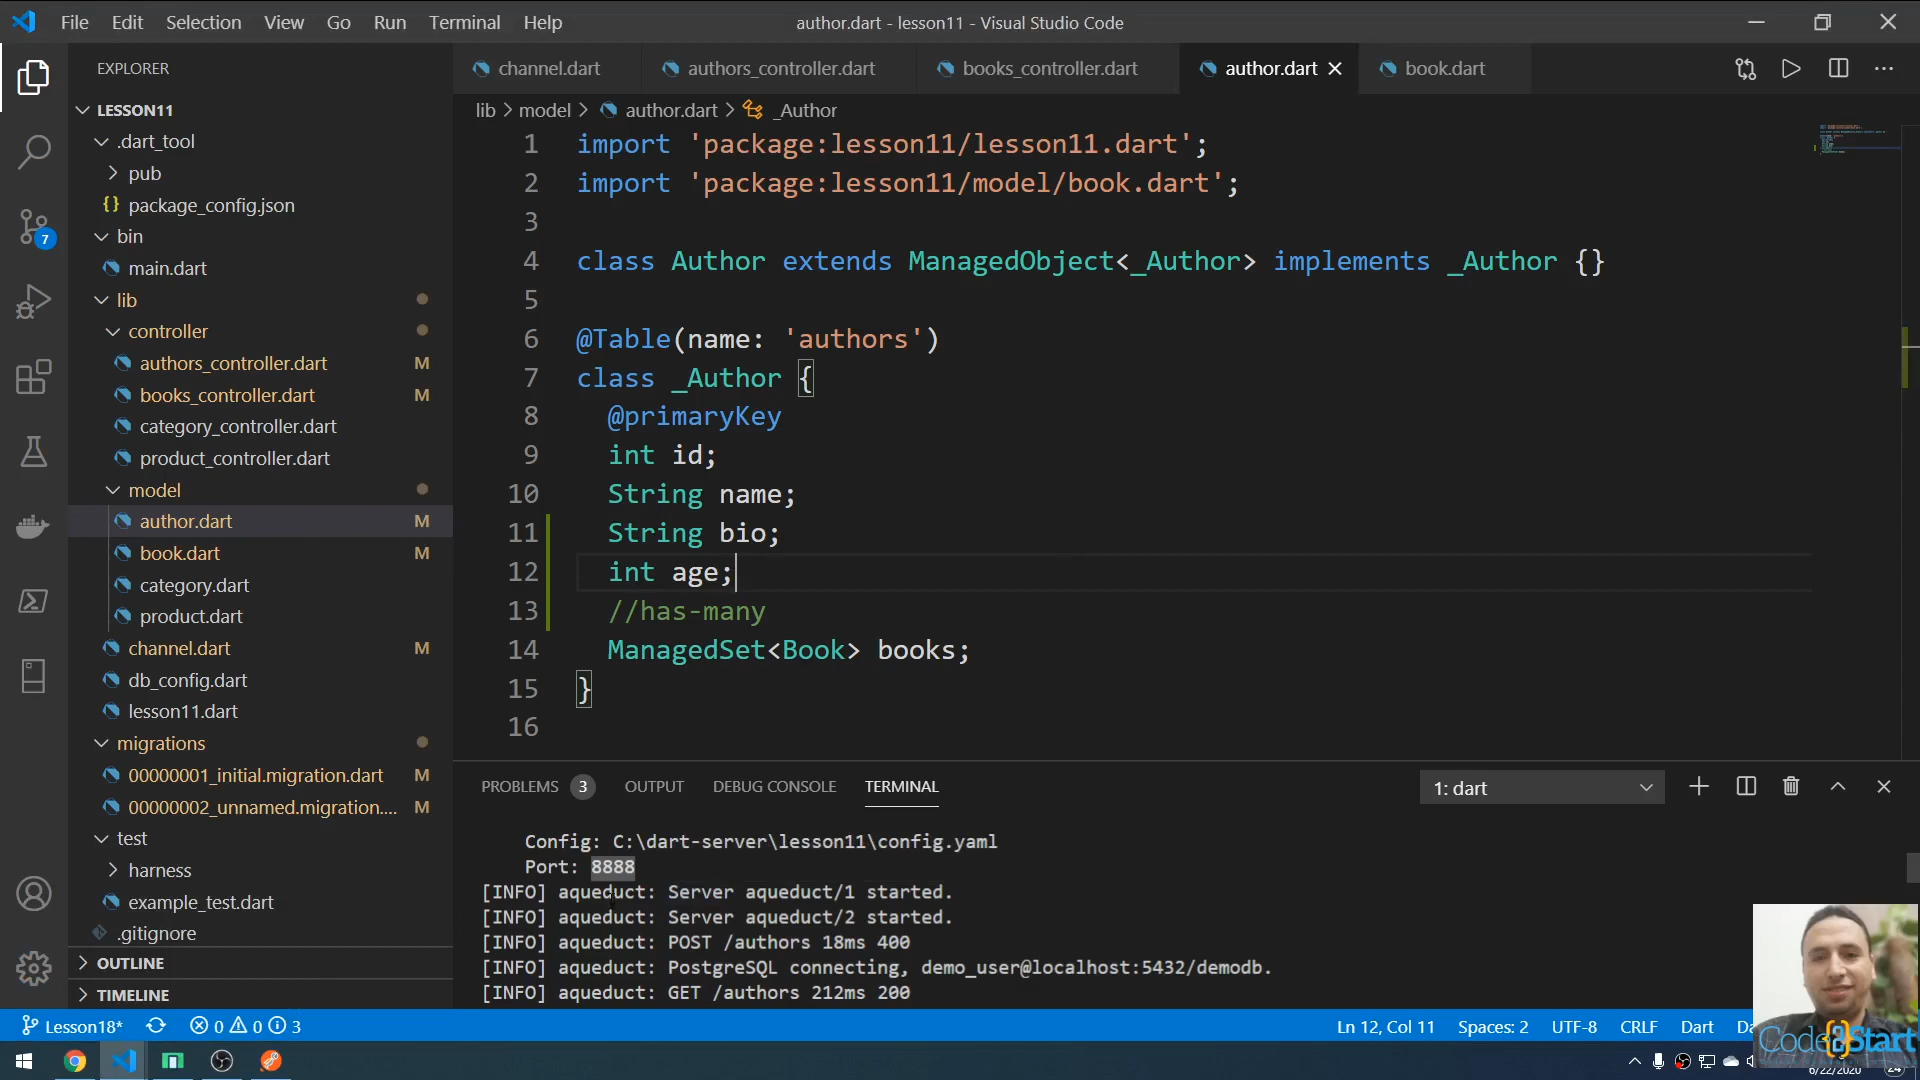 File Edit Selection View Go Run Terminal Help
author.dart - lesson11 - Visual Studio Code
EXPLORER
channel.dart
authors_controller.dart
books_controller.dart
author.dart
book.dart
LESSON11
.dart_tool
pub
package_config.json
bin
main.dart
lib
controller
authors_controller.dart M
books_controller.dart M
category_controller.dart
product_controller.dart
model
author.dart M
book.dart M
category.dart
product.dart
channel.dart M
db_config.dart
lesson11.dart
migrations
00000001_initial.migration.dart M
00000002_unnamed.migration.... M
test
harness
example_test.dart
.gitignore
OUTLINE
TIMELINE
7
lib > model > author.dart > _Author
1 import 'package:lesson11/lesson11.dart';
2 import 'package:lesson11/model/book.dart';
3
4 class Author extends ManagedObject<_Author> implements _Author {}
5
6 @Table(name: 'authors')
7 class _Author {
8 @primaryKey
9 int id;
10 String name;
11 String bio;
12 int age;
13 //has-many
14 ManagedSet<Book> books;
15 }
16
PROBLEMS 3 OUTPUT DEBUG CONSOLE TERMINAL
1: dart
Config: C:\dart-server\lesson11\config.yaml
Port: 8888
[INFO] aqueduct: Server aqueduct/1 started.
[INFO] aqueduct: Server aqueduct/2 started.
[INFO] aqueduct: POST /authors 18ms 400
[INFO] aqueduct: PostgreSQL connecting, demo_user@localhost:5432/demodb.
[INFO] aqueduct: GET /authors 212ms 200
Lesson18* 0 0 3
Ln 12, Col 11 Spaces: 2 UTF-8 CRLF Dart Da
Code{2}Start
6/22/2020
24